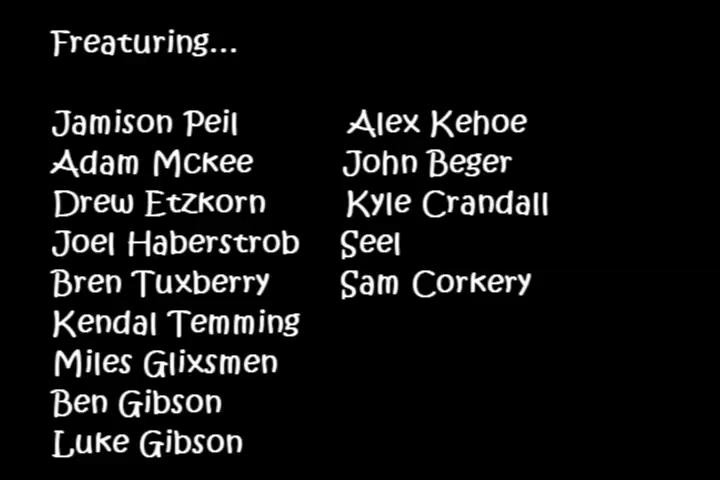 Freaturing...
Jamison Peil
Adam Mckee
Drew Etzkorn
Joel Haberstrob
Bren Tuxberry
Kendal Temming
Miles Glixsmen
Ben Gibson
Luke Gibson
Alex Kehoe
John Beger
Kyle Crandall
Seel
Sam Corkery